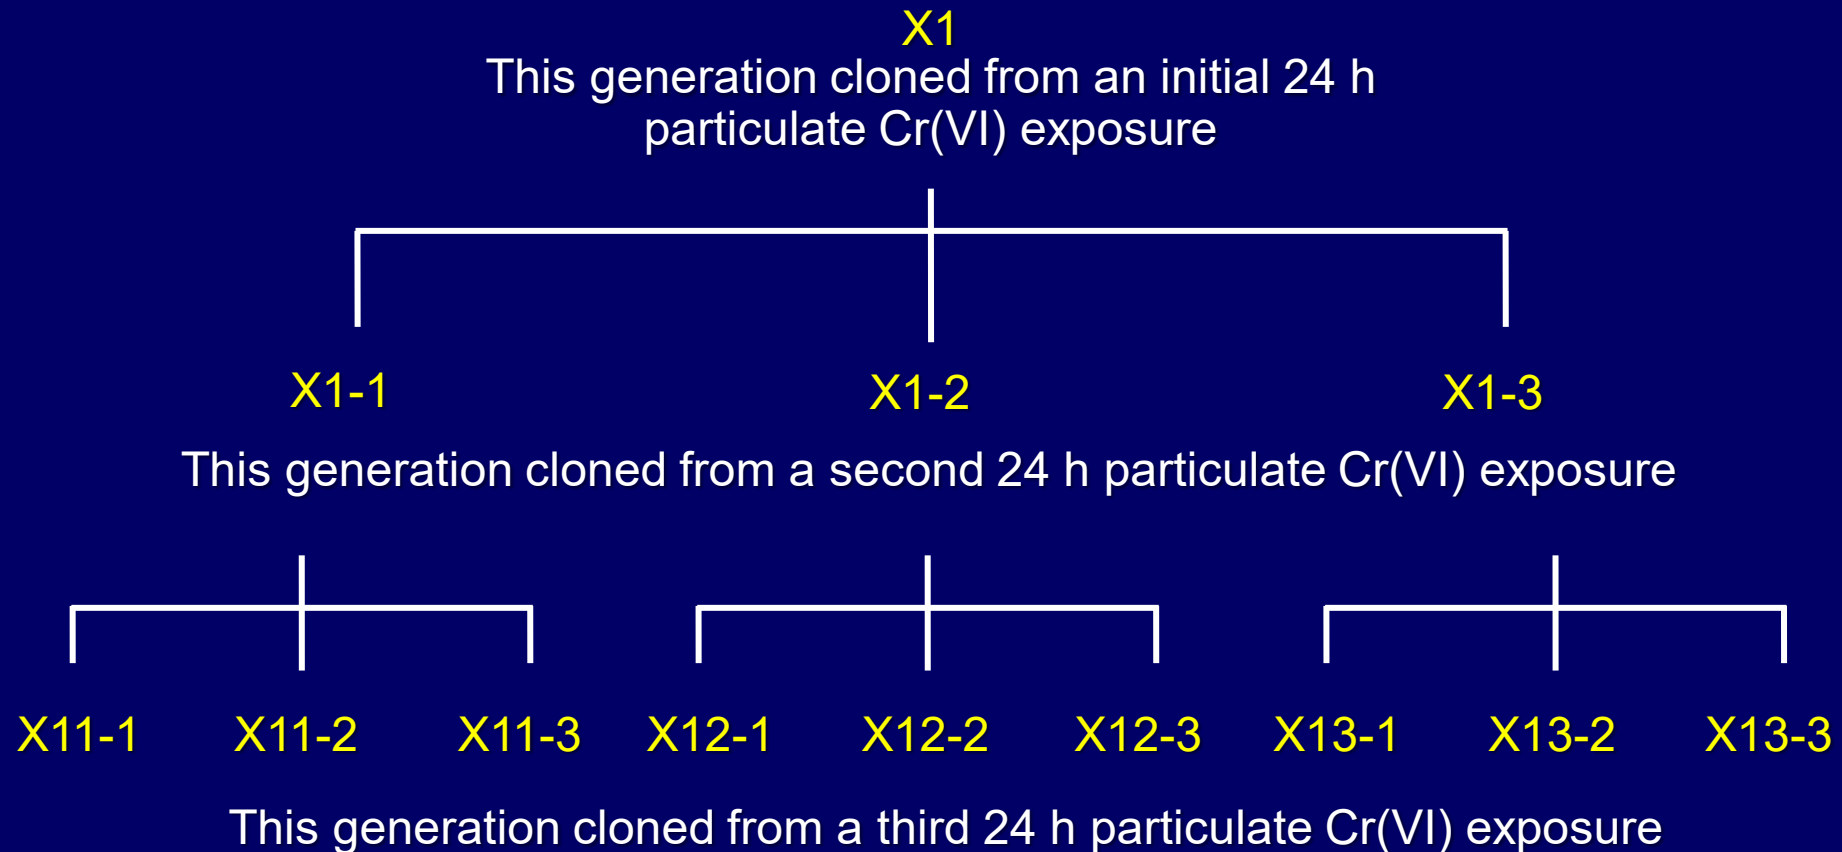 X1
This generation cloned from an initial 24 h
particulate Cr(VI) exposure
X1-1 X1-2 X1-3
This generation cloned from a second 24 h particulate Cr(VI) exposure
X11-1 X11-2 X11-3 X12-1 X12-2 X12-3 X13-1 X13-2 X13-3
This generation cloned from a third 24 h particulate Cr(VI) exposure